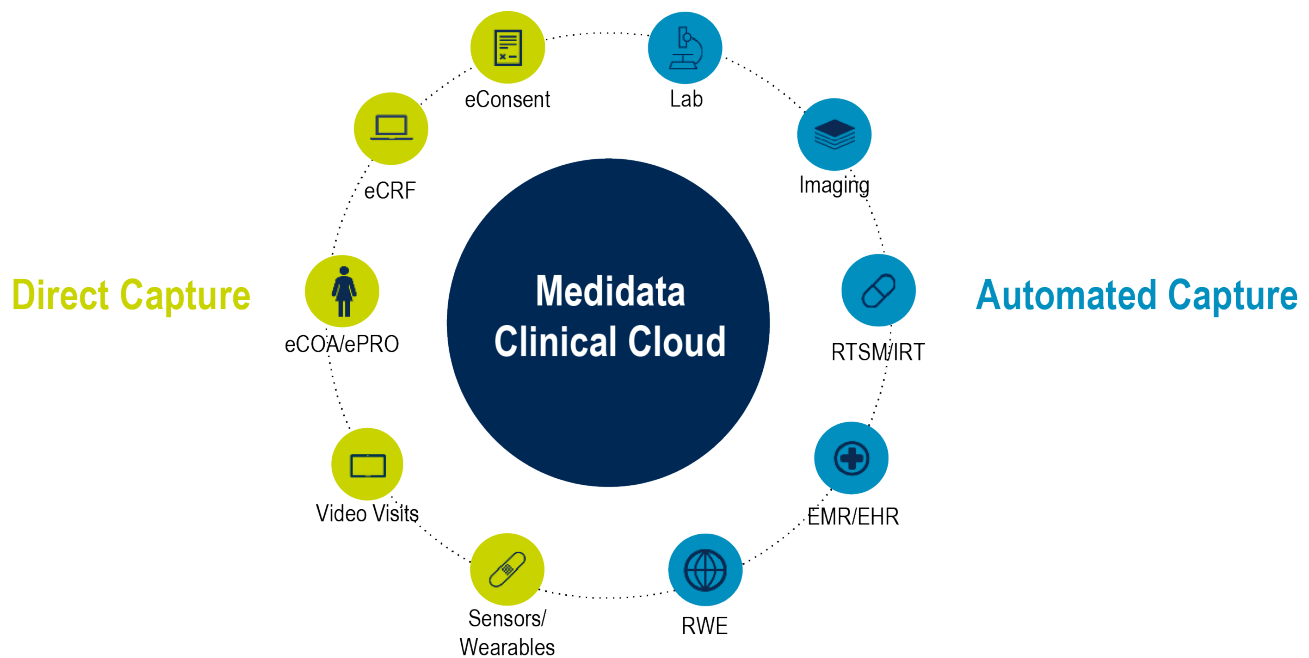 eConsent
Lab
eCRF
Imaging
Direct Capture
Medidata
Clinical Cloud
Automated Capture
eCOA/ePRO
RTSM/IRT
Video Visits
EMR/EHR
Sensors/
Wearables
RWE